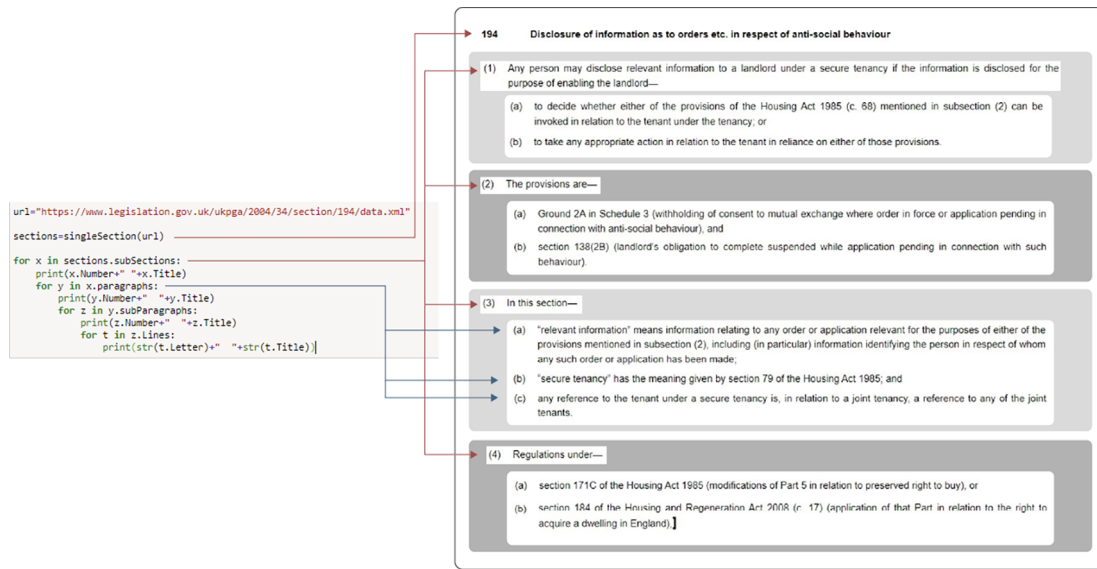 url="https://www.legislation.gov.uk/ukpga/2004/34/section/194/data.xml"
sections=singleSection(url)
for x in sections.subSections:
    print(x.Number+" "+x.Title)
    for y in x.paragraphs:
        print(y.Number+"  "+y.Title)
        for z in y.subParagraphs:
            print(z.Number+"  "+z.Title)
            for t in z.Lines:
                print(str(t.Letter)+"  "+str(t.Title))
194 Disclosure of information as to orders etc. in respect of anti-social behaviour
(1) Any person may disclose relevant information to a landlord under a secure tenancy if the information is disclosed for the
purpose of enabling the landlord—
(a) to decide whether either of the provisions of the Housing Act 1985 (c. 68) mentioned in subsection (2) can be
invoked in relation to the tenant under the tenancy; or
(b) to take any appropriate action in relation to the tenant in reliance on either of those provisions.
(2) The provisions are—
(a) Ground 2A in Schedule 3 (withholding of consent to mutual exchange where order in force or application pending in
connection with anti-social behaviour), and
(b) section 138(2B) (landlord's obligation to complete suspended while application pending in connection with such
behaviour).
(3) In this section—
(a) "relevant information" means information relating to any order or application relevant for the purposes of either of the
provisions mentioned in subsection (2), including (in particular) information identifying the person in respect of whom
any such order or application has been made;
(b) "secure tenancy" has the meaning given by section 79 of the Housing Act 1985; and
(c) any reference to the tenant under a secure tenancy is, in relation to a joint tenancy, a reference to any of the joint
tenants.
(4) Regulations under—
(a) section 171C of the Housing Act 1985 (modifications of Part 5 in relation to preserved right to buy), or
(b) section 184 of the Housing and Regeneration Act 2008 (c. 17) (application of that Part in relation to the right to
acquire a dwelling in England),]